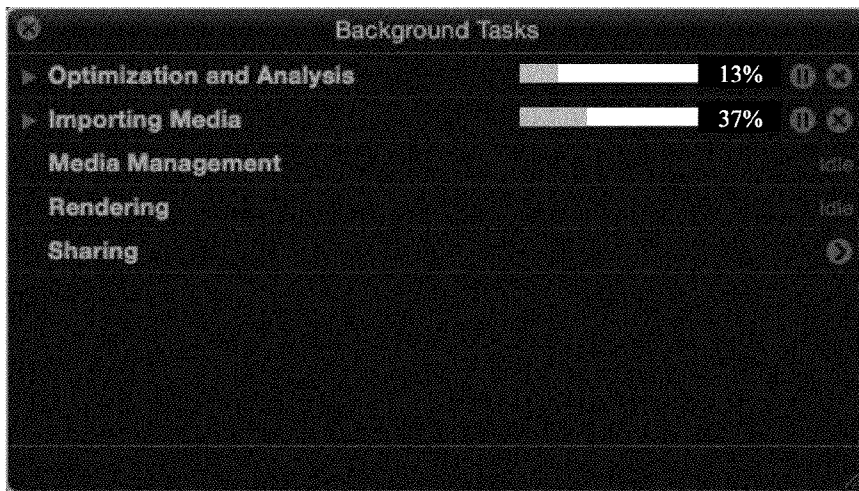 Background Tasks
Optimization and Analysis 13%
Importing Media 37%
Media Management Idle
Rendering Idle
Sharing